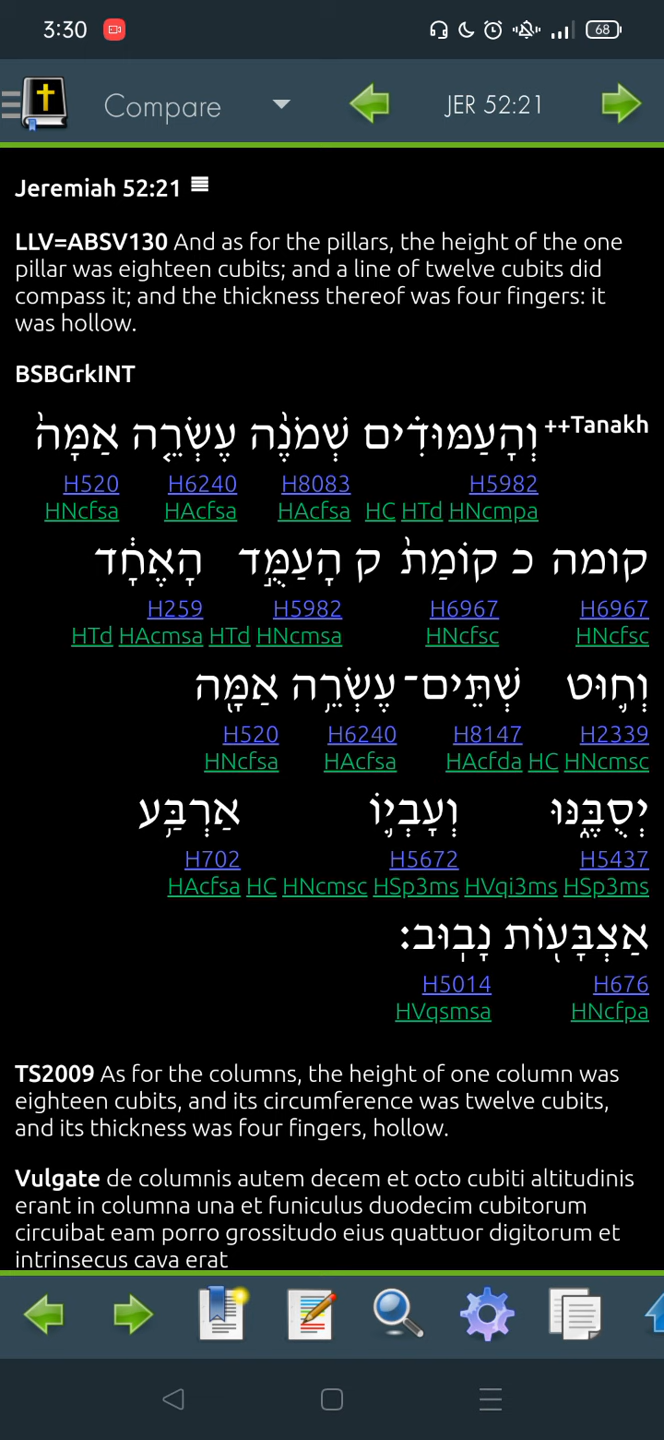 3:30
68
Compare JER 52:21
Jeremiah 52:21
LLV=ABSV130 And as for the pillars, the height of the one
pillar was eighteen cubits; and a line of twelve cubits did
compass it; and the thickness thereof was four fingers: it
was hollow.
BSBGrkINT
++Tanakh וְהָעַמּוּדִ֗ים שְׁמֹנֶ֨ה עֶשְׂרֵ֤ה אַמָּה֙
H520 H6240 H8083 H5982
HNcfsa HAcfsa HAcfsa HC HTd HNcmpa
קומה כ קוֹמַת֙ ק הָעַמֻּ֣ד הָאֶחָ֔ד
H259 H5982 H6967 H6967
HTd HAcmsa HTd HNcmsa HNcfsc HNcfsc
וְח֛וּט שְׁתֵּים־עֶשְׂרֵ֥ה אַמָּ֖ה
H520 H6240 H8147 H2339
HNcfsa HAcfsa HAcfda HC HNcmsc
יְסֻבֶּ֑נּוּ וְעָבְי֛וֹ אַרְבַּ֥ע
H702 H5672 H5437
HAcfsa HC HNcmsc HSp3ms HVqi3ms HSp3ms
אַצְבָּע֖וֹת נָבֽוּב׃
H5014 H676
HVqsmsa HNcfpa
TS2009 As for the columns, the height of one column was
eighteen cubits, and its circumference was twelve cubits,
and its thickness was four fingers, hollow.
Vulgate de columnis autem decem et octo cubiti altitudinis
erant in columna una et funiculus duodecim cubitorum
circuibat eam porro grossitudo eius quattuor digitorum et
intrinsecus cava erat